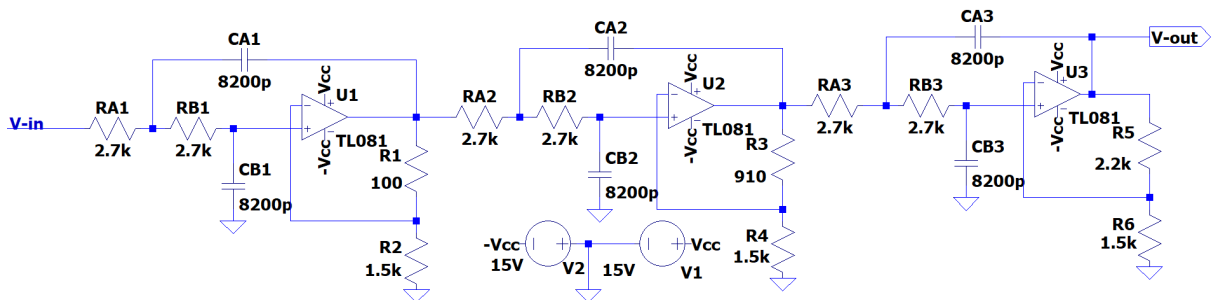 V-in
RA1
2.7k
RB1
2.7k
CA1
8200p
CB1
8200p
-Vcc
Vcc
U1
TL081
R1
100
R2
1.5k
RA2
2.7k
RB2
2.7k
CA2
8200p
CB2
8200p
-Vcc
Vcc
U2
TL081
R3
910
R4
1.5k
-Vcc
15V
V2
15V
V1
Vcc
RA3
2.7k
RB3
2.7k
CA3
8200p
CB3
8200p
-Vcc
Vcc
U3
TL081
R5
2.2k
R6
1.5k
V-out